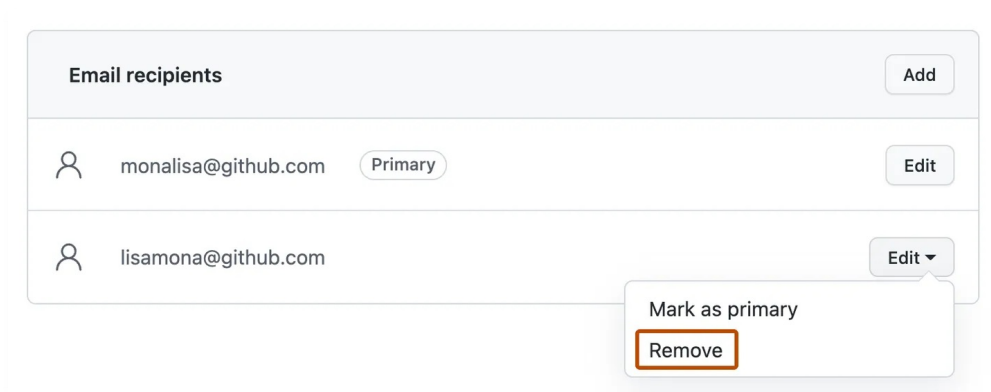 Email recipients Add
monalisa@github.com Primary Edit
lisamona@github.com Edit
Mark as primary
Remove